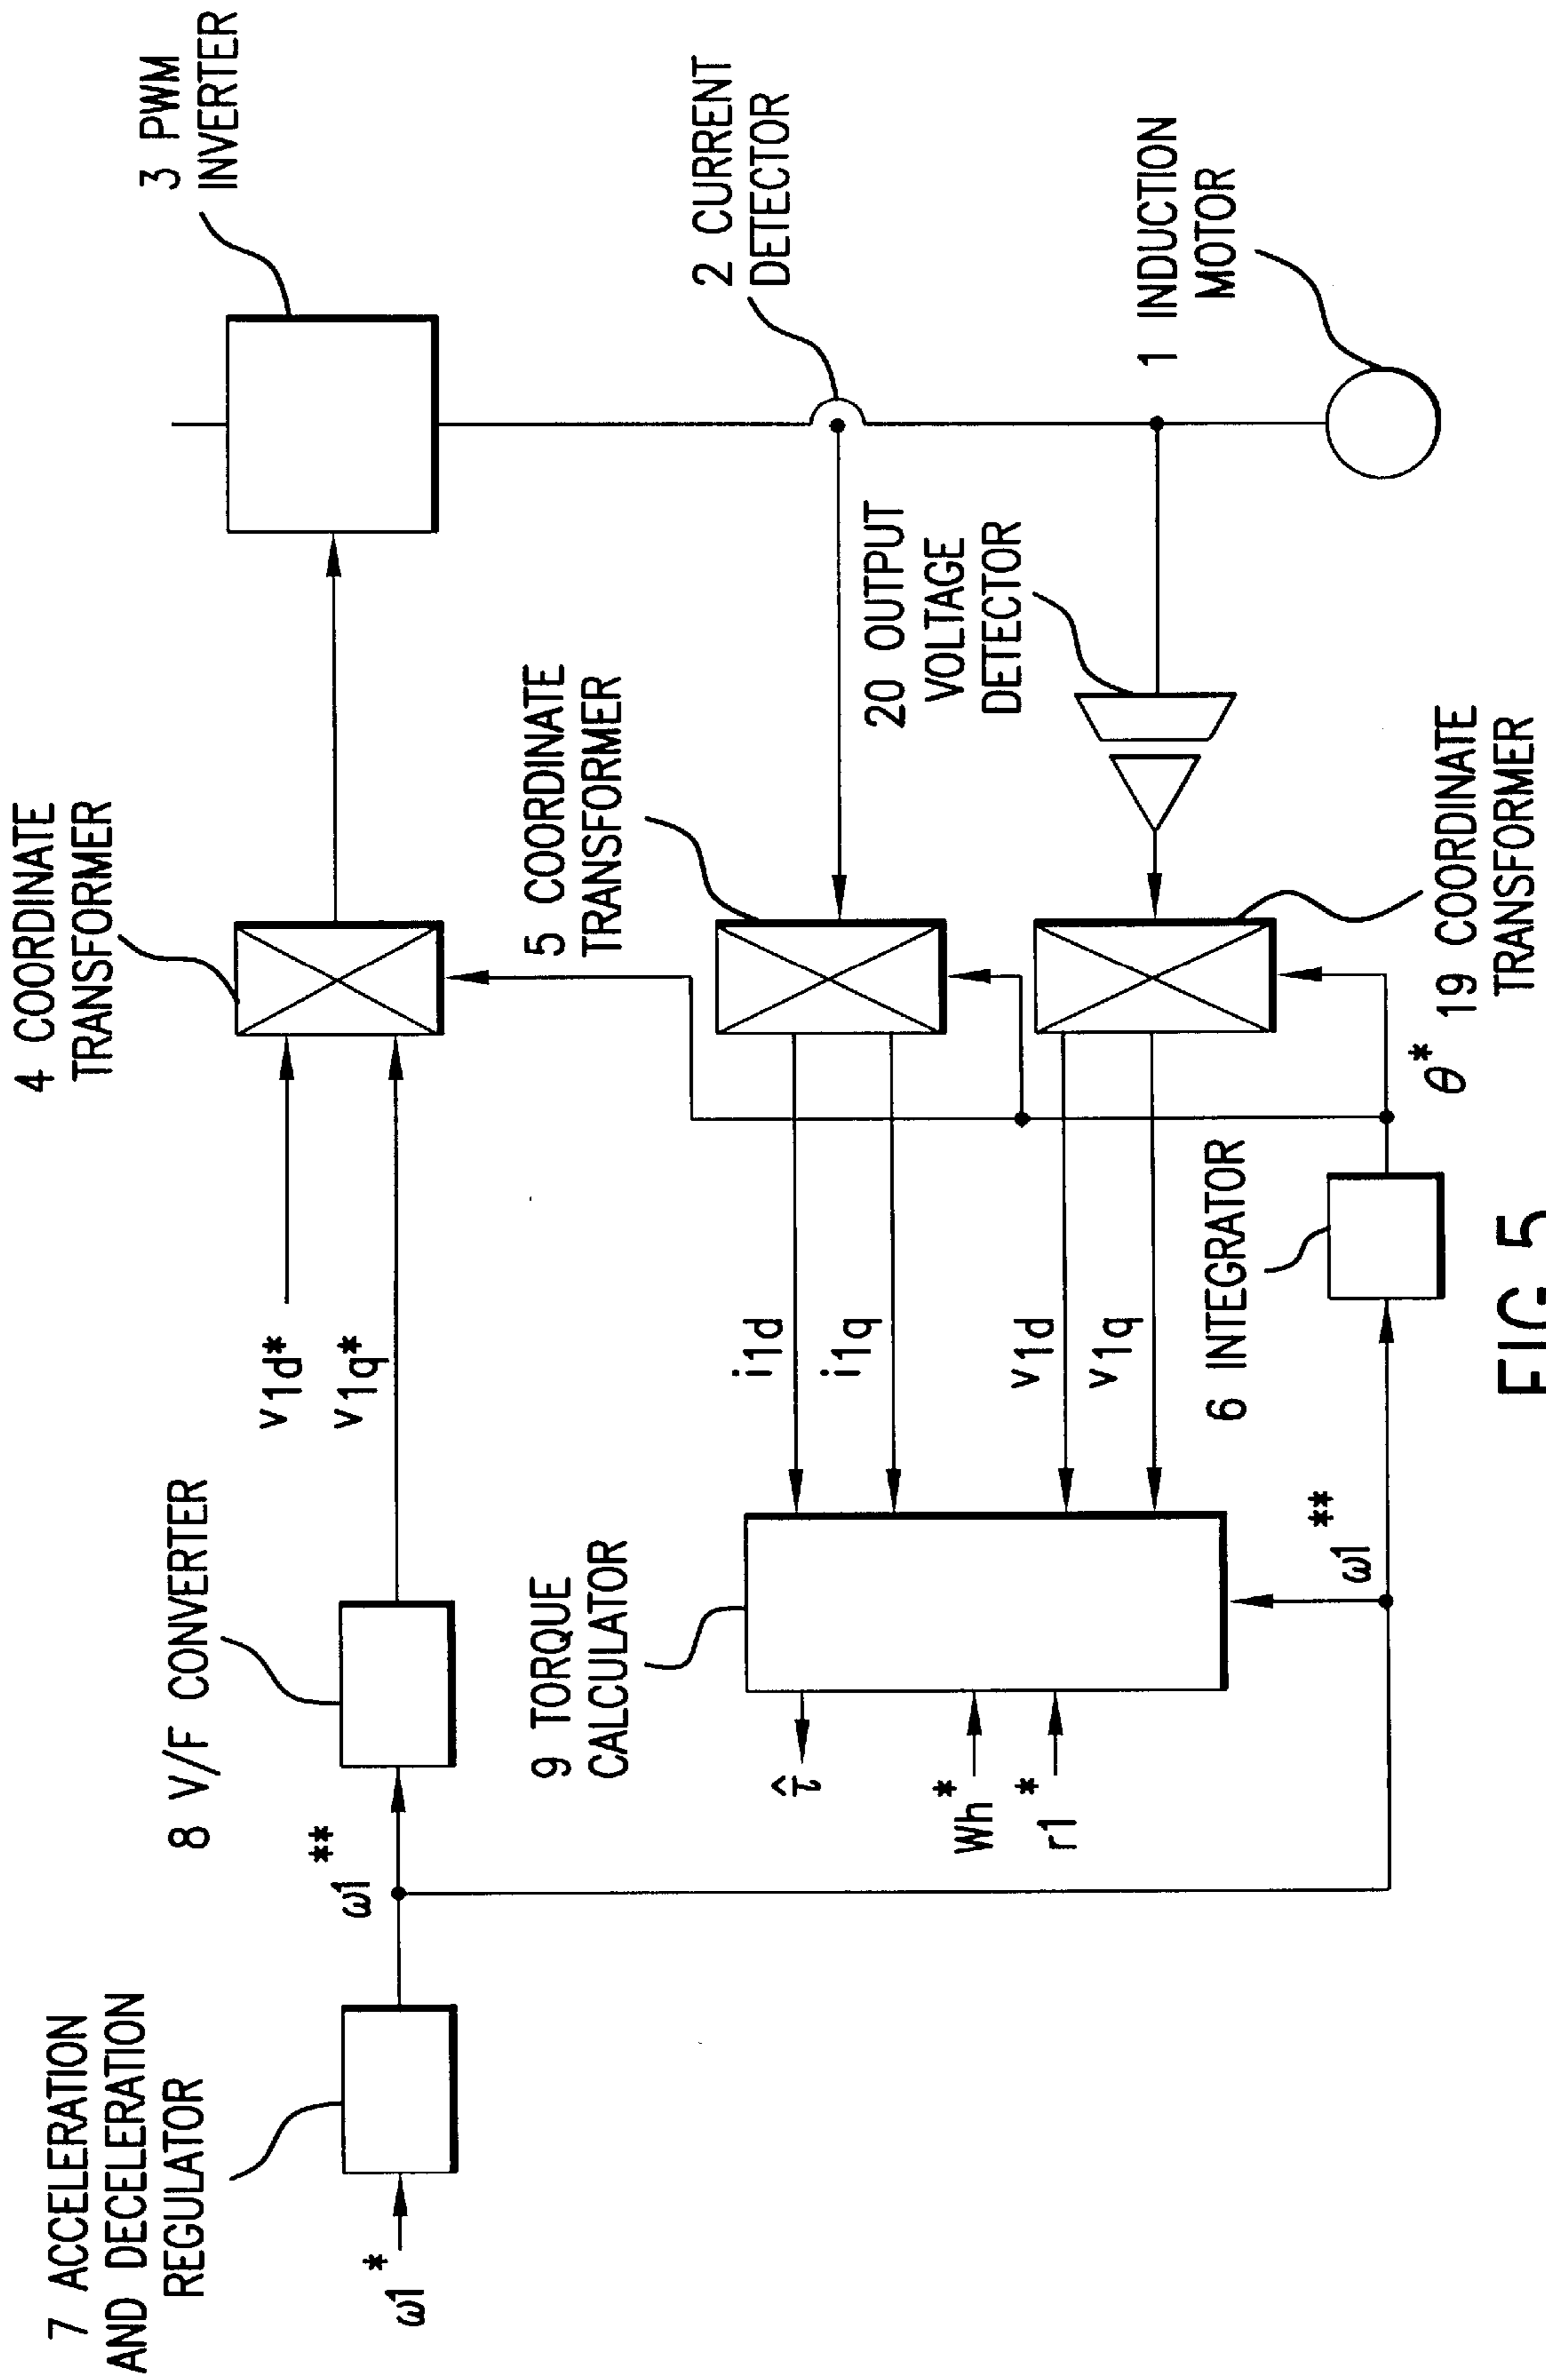 7 ACCELERATION
AND DECELERATION
REGULATOR
ω1*
ω1**
8 V/F CONVERTER
v1d*
v1q*
4 COORDINATE
TRANSFORMER
3 PWM
INVERTER
9 TORQUE
CALCULATOR
τ̂
Wh*
r1*
i1d
i1q
v1d
v1q
5 COORDINATE
TRANSFORMER
2 CURRENT
DETECTOR
20 OUTPUT
VOLTAGE
DETECTOR
1 INDUCTION
MOTOR
ω1**
6 INTEGRATOR
θ*
19 COORDINATE
TRANSFORMER
FIG. 5